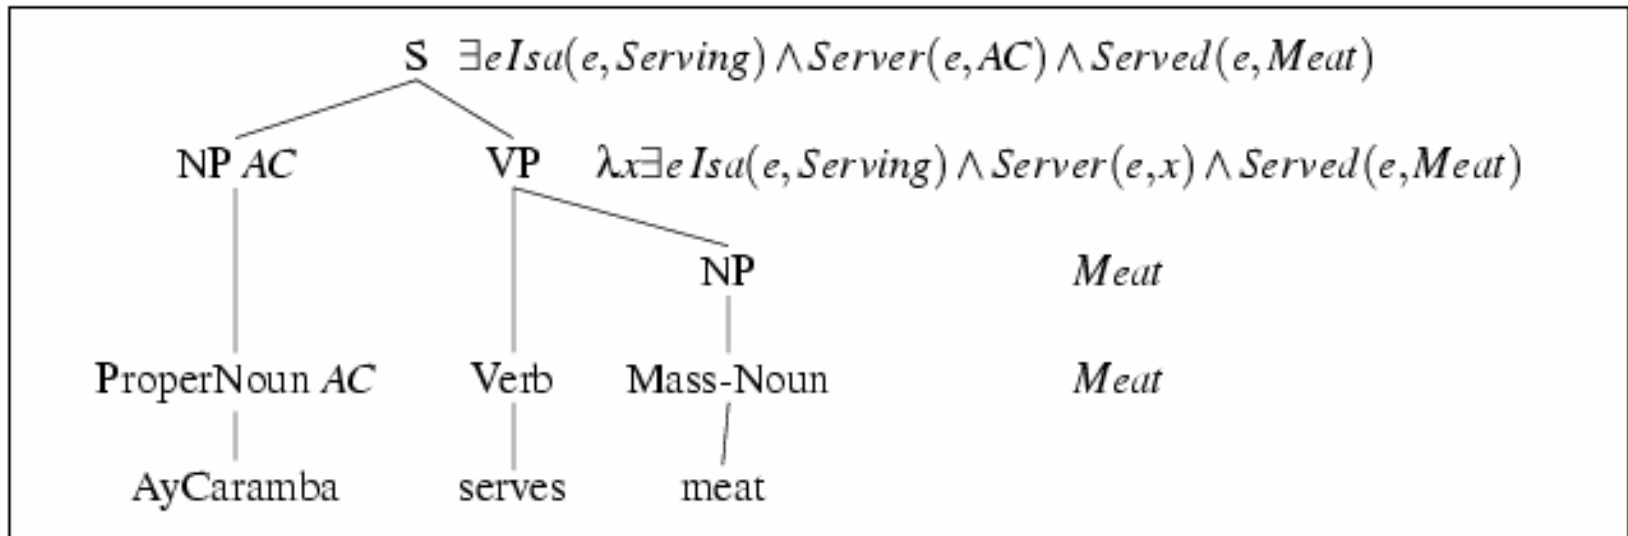 S ∃eIsa(e,Serving)∧Server(e,AC)∧Served(e,Meat)
NP AC VP λx∃eIsa(e,Serving)∧Server(e,x)∧Served(e,Meat)
NP Meat
ProperNoun AC Verb Mass-Noun Meat
AyCaramba serves meat